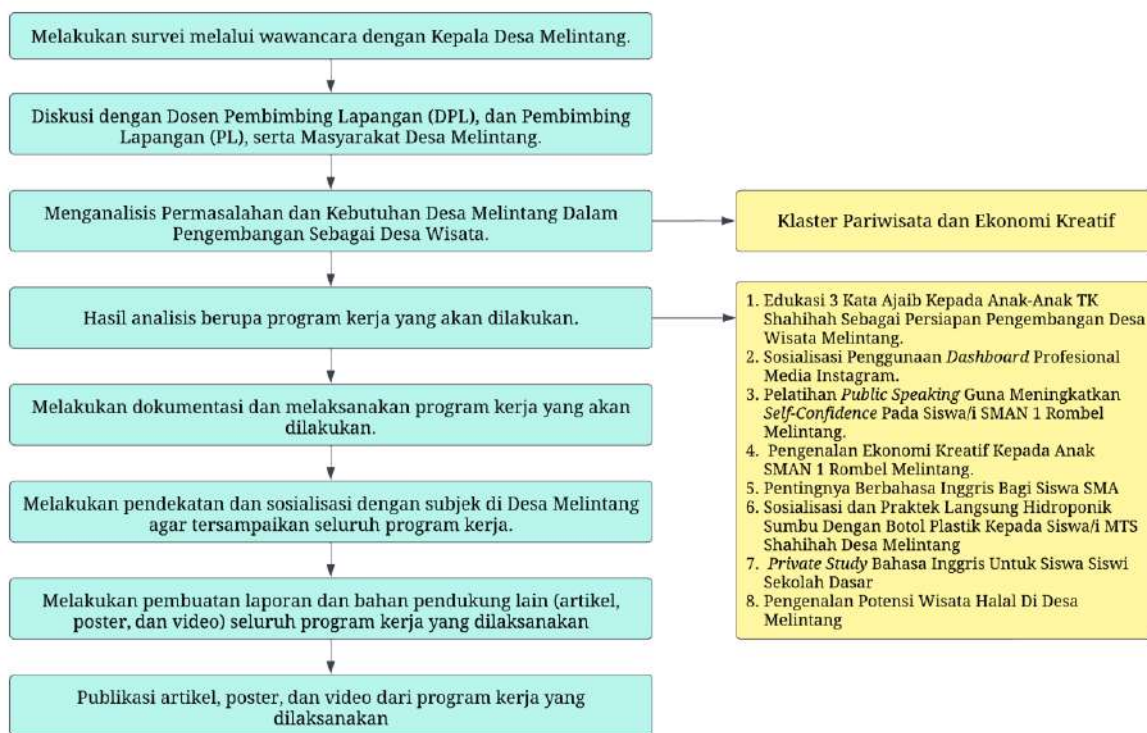 Melakukan survei melalui wawancara dengan Kepala Desa Melintang.
Diskusi dengan Dosen Pembimbing Lapangan (DPL), dan Pembimbing
Lapangan (PL), serta Masyarakat Desa Melintang.
Menganalisis Permasalahan dan Kebutuhan Desa Melintang Dalam
Pengembangan Sebagai Desa Wisata.
Klaster Pariwisata dan Ekonomi Kreatif
Hasil analisis berupa program kerja yang akan dilakukan.
1. Edukasi 3 Kata Ajaib Kepada Anak-Anak TK
Shahihah Sebagai Persiapan Pengembangan Desa
Wisata Melintang.
2. Sosialisasi Penggunaan Dashboard Profesional
Media Instagram.
3. Pelatihan Public Speaking Guna Meningkatkan
Self-Confidence Pada Siswa/i SMAN 1 Rombel
Melintang.
4. Pengenalan Ekonomi Kreatif Kepada Anak
SMAN 1 Rombel Melintang.
5. Pentingnya Berbahasa Inggris Bagi Siswa SMA
6. Sosialisasi dan Praktek Langsung Hidroponik
Sumbu Dengan Botol Plastik Kepada Siswa/i MTS
Shahihah Desa Melintang
7. Private Study Bahasa Inggris Untuk Siswa Siswi
Sekolah Dasar
8. Pengenalan Potensi Wisata Halal Di Desa
Melintang
Melakukan dokumentasi dan melaksanakan program kerja yang akan
dilakukan.
Melakukan pendekatan dan sosialisasi dengan subjek di Desa Melintang
agar tersampaikan seluruh program kerja.
Melakukan pembuatan laporan dan bahan pendukung lain (artikel,
poster, dan video) seluruh program kerja yang dilaksanakan
Publikasi artikel, poster, dan video dari program kerja yang
dilaksanakan